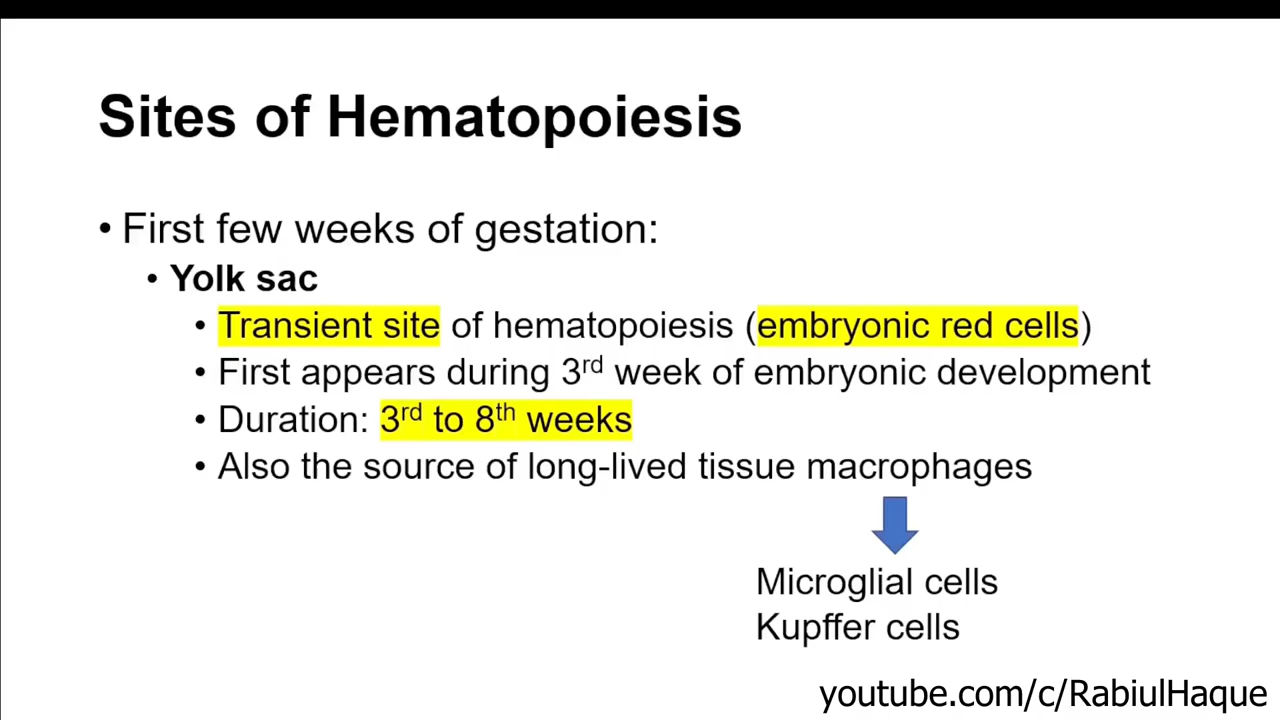 Sites of Hematopoiesis
• First few weeks of gestation:
• Yolk sac
• Transient site of hematopoiesis (embryonic red cells)
• First appears during 3rd week of embryonic development
• Duration: 3rd to 8th weeks
• Also the source of long-lived tissue macrophages
Microglial cells
Kupffer cells
youtube.com/c/RabiulHaque